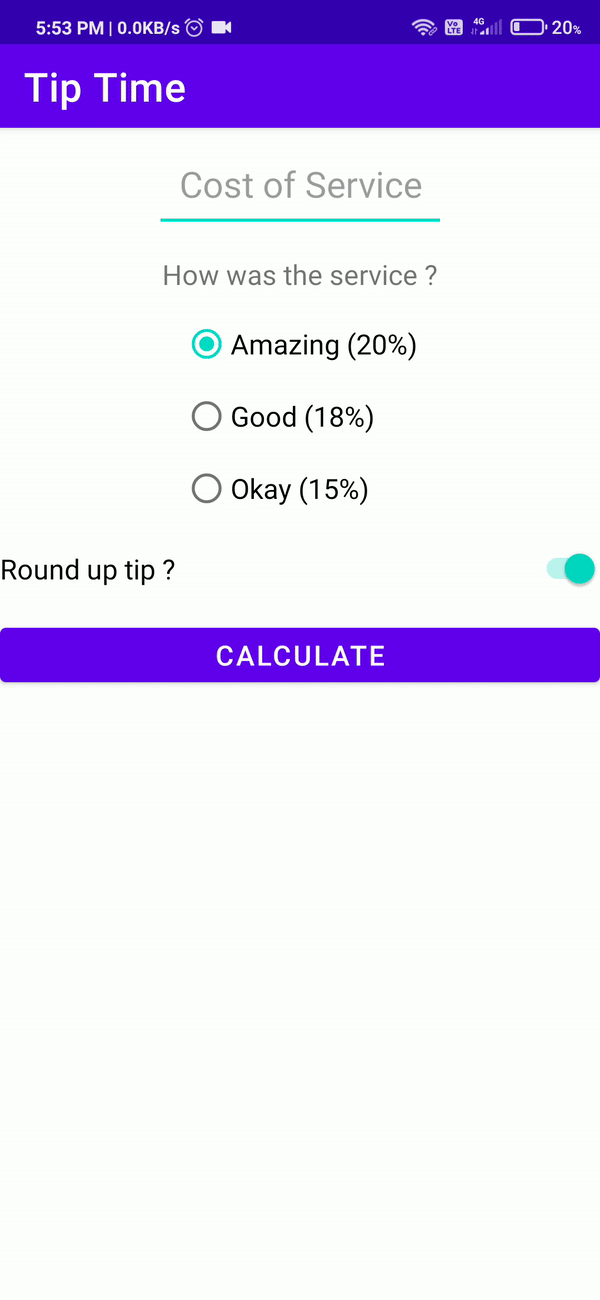 5:53 PM | 0.0KB/s Vo LTE 4G 20%
Tip Time
Cost of Service
How was the service ?
Amazing (20%)
Good (18%)
Okay (15%)
Round up tip ?
CALCULATE